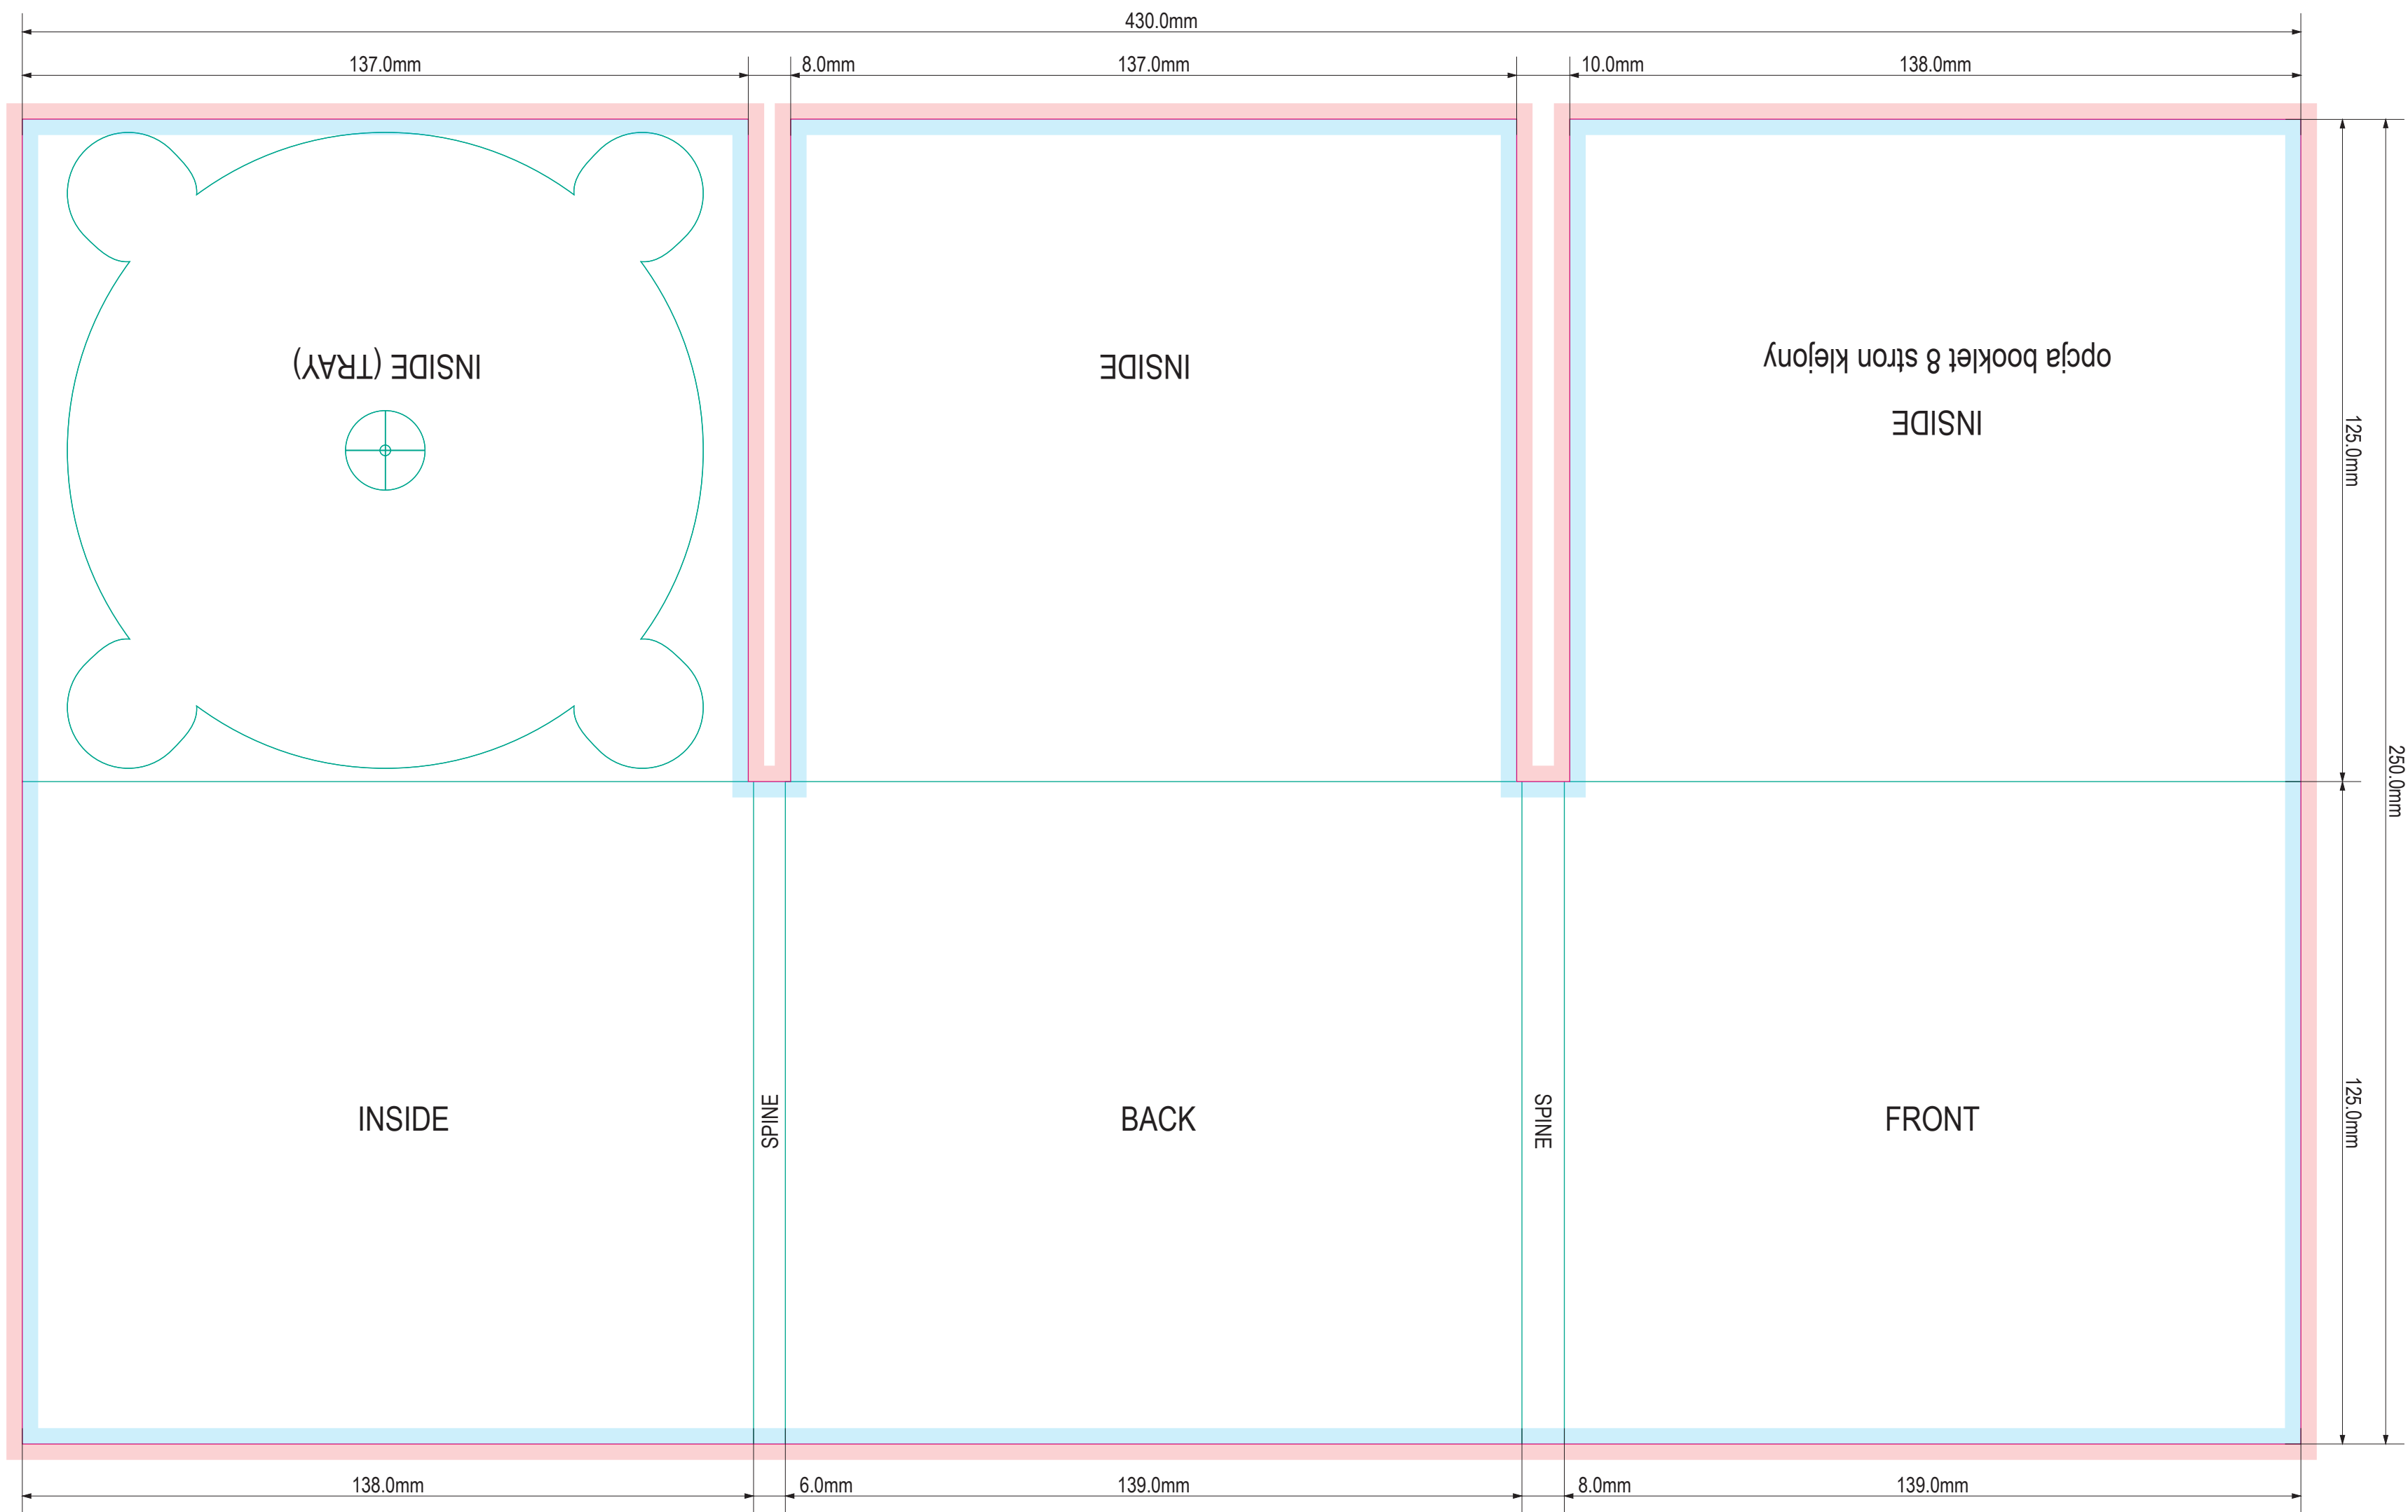 430.0mm
137.0mm
8.0mm
137.0mm
10.0mm
138.0mm
INSIDE (TRAY)
INSIDE
opcja booklet 8 stron klejony
INSIDE
125.0mm
250.0mm
INSIDE
SPINE
BACK
SPINE
FRONT
125.0mm
138.0mm
6.0mm
139.0mm
8.0mm
139.0mm